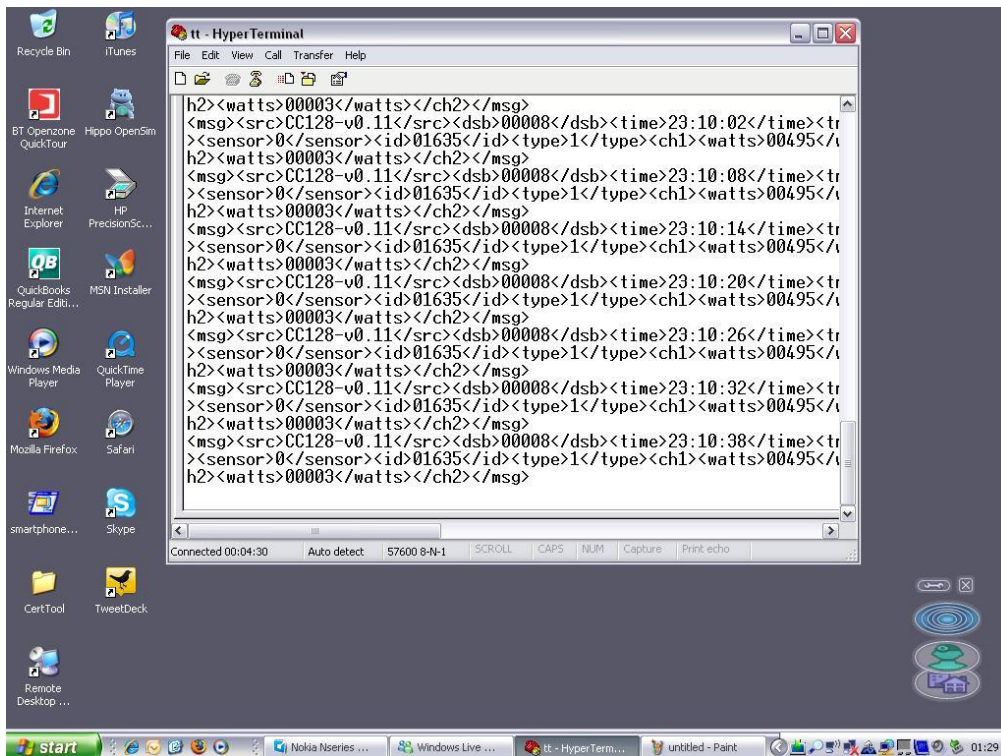 Recycle Bin
iTunes
BT Openzone QuickTour
Hippo OpenSim
Internet Explorer
HP PrecisionSc...
QB
QuickBooks Regular Editi...
MSN Installer
Windows Media Player
QuickTime Player
Mozilla Firefox
Safari
smartphone...
Skype
CertTool
TweetDeck
Remote Desktop ...
tt - HyperTerminal
File Edit View Call Transfer Help
h2><watts>00003</watts></ch2></msg>
<msg><src>CC128-v0.11</src><dsb>00008</dsb><time>23:10:02</time><
><sensor>0</sensor><id>01635</id><type>1</type><ch1><watts>00495</
h2><watts>00003</watts></ch2></msg>
<msg><src>CC128-v0.11</src><dsb>00008</dsb><time>23:10:08</time><
><sensor>0</sensor><id>01635</id><type>1</type><ch1><watts>00495</
h2><watts>00003</watts></ch2></msg>
<msg><src>CC128-v0.11</src><dsb>00008</dsb><time>23:10:14</time><
><sensor>0</sensor><id>01635</id><type>1</type><ch1><watts>00495</
h2><watts>00003</watts></ch2></msg>
<msg><src>CC128-v0.11</src><dsb>00008</dsb><time>23:10:20</time><
><sensor>0</sensor><id>01635</id><type>1</type><ch1><watts>00495</
h2><watts>00003</watts></ch2></msg>
<msg><src>CC128-v0.11</src><dsb>00008</dsb><time>23:10:26</time><
><sensor>0</sensor><id>01635</id><type>1</type><ch1><watts>00495</
h2><watts>00003</watts></ch2></msg>
<msg><src>CC128-v0.11</src><dsb>00008</dsb><time>23:10:32</time><
><sensor>0</sensor><id>01635</id><type>1</type><ch1><watts>00495</
h2><watts>00003</watts></ch2></msg>
<msg><src>CC128-v0.11</src><dsb>00008</dsb><time>23:10:38</time><
><sensor>0</sensor><id>01635</id><type>1</type><ch1><watts>00495</
h2><watts>00003</watts></ch2></msg>
Connected 00:04:30 Auto detect 57600 8-N-1 SCROLL CAPS NUM Capture Print echo
start Nokia Nseries ... Windows Live ... tt - HyperTerm... untitled - Paint 01:29